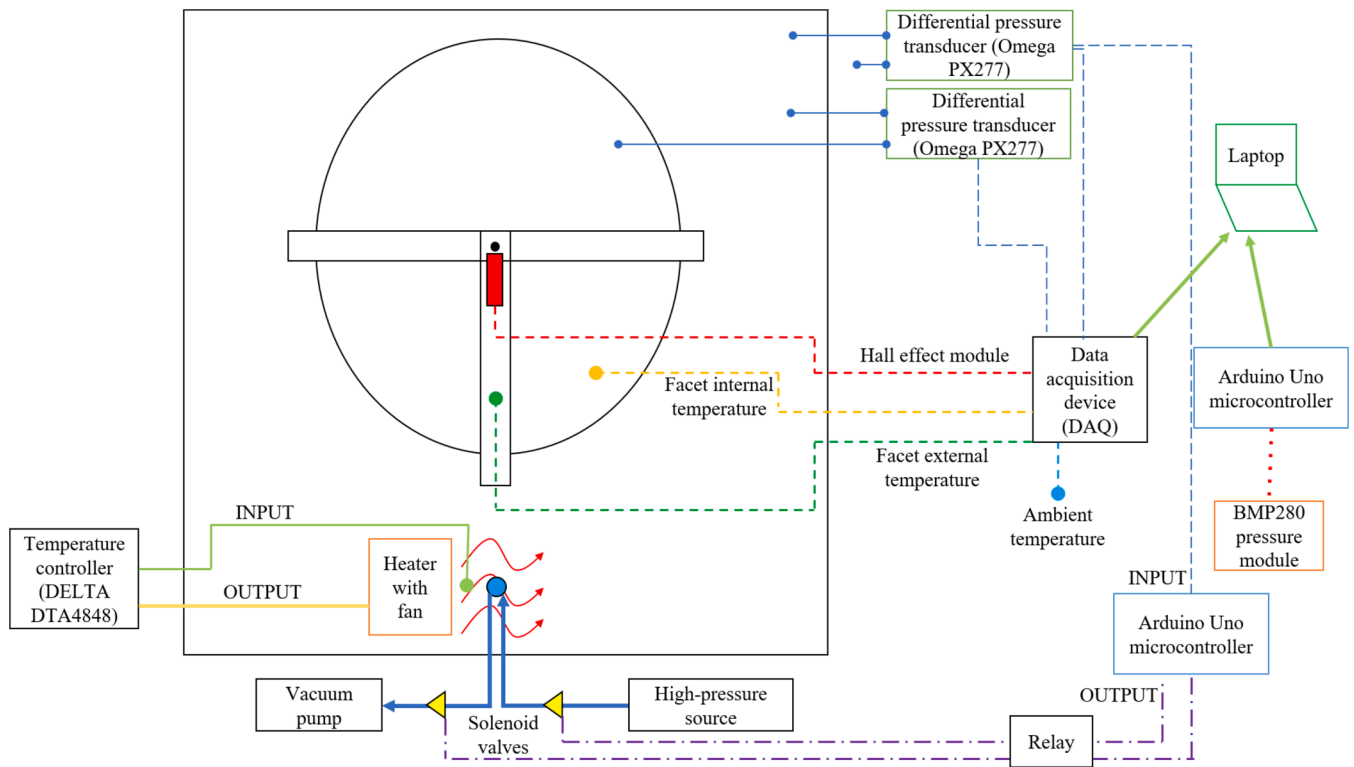 Differential pressure
transducer (Omega
PX277)
Differential
pressure transducer
(Omega PX277)
Laptop
Hall effect module
Facet internal
temperature
Data
acquisition
device
(DAQ)
Arduino Uno
microcontroller
Facet external
temperature
Ambient
temperature
BMP280
pressure
module
INPUT
Temperature
controller
(DELTA
DTA4848)
OUTPUT
Heater
with
fan
INPUT
Arduino Uno
microcontroller
Vacuum
pump
Solenoid
valves
High-pressure
source
OUTPUT
Relay